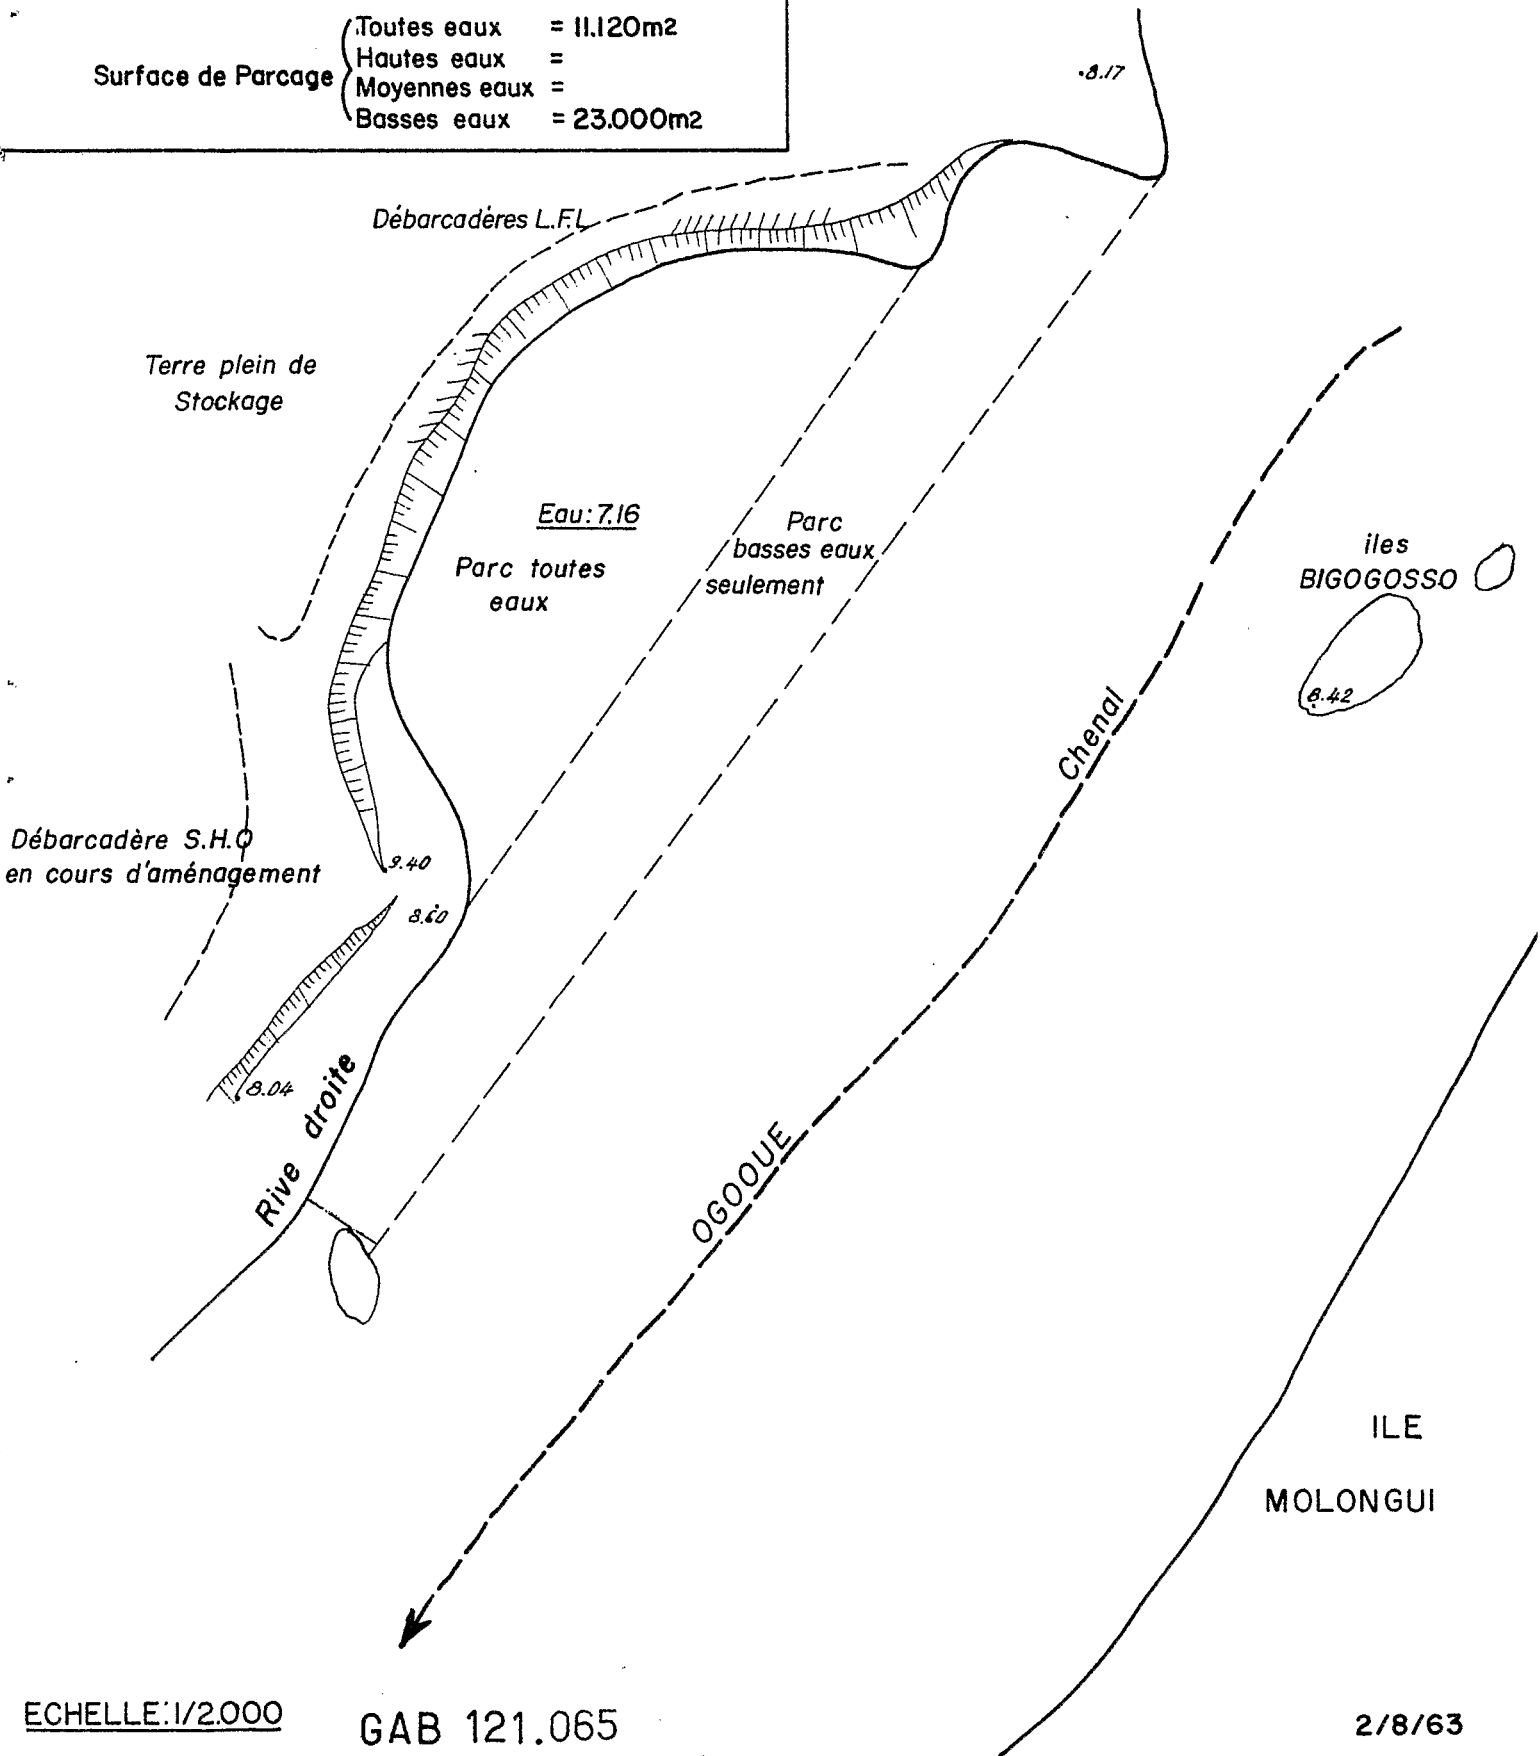 Surface de Parcage
Toutes eaux = 11.120m2
Hautes eaux =
Moyennes eaux =
Basses eaux = 23.000m2
8.17
Débarcadères L.F.L
Terre plein de
Stockage
Eau: 7.16
Parc toutes
eaux
Parc
basses eaux
seulement
iles
BIGOGOSSO
8.42
Chenal
Débarcadère S.H.O
en cours d'aménagement
9.40
8.60
8.04
Rive droite
OGOOUE
ILE
MOLONGUI
ECHELLE: 1/2.000
GAB 121.065
2/8/63